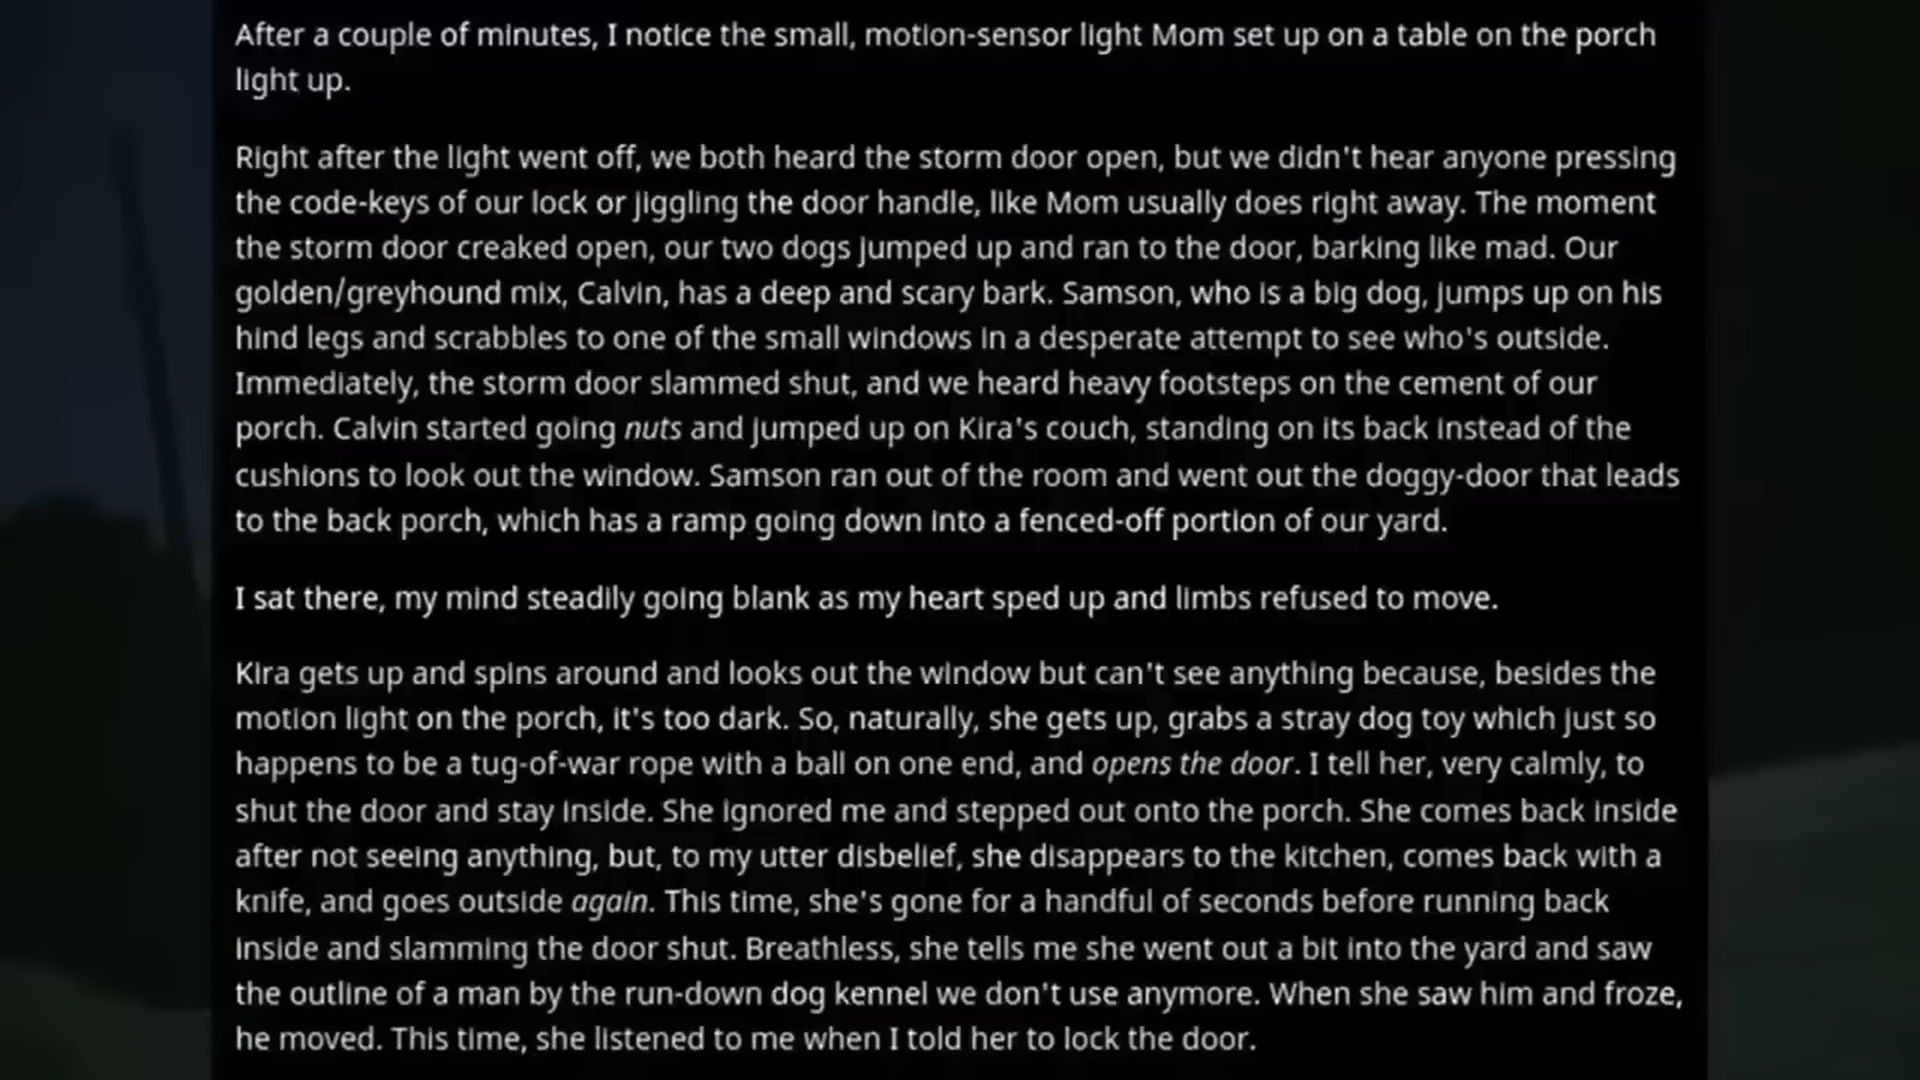 After a couple of minutes, I notice the small, motion-sensor light Mom set up on a table on the porch
light up.
Right after the light went off, we both heard the storm door open, but we didn't hear anyone pressing
the code-keys of our lock or jiggling the door handle, like Mom usually does right away. The moment
the storm door creaked open, our two dogs jumped up and ran to the door, barking like mad. Our
golden/greyhound mix, Calvin, has a deep and scary bark. Samson, who is a big dog, jumps up on his
hind legs and scrabbles to one of the small windows in a desperate attempt to see who's outside.
Immediately, the storm door slammed shut, and we heard heavy footsteps on the cement of our
porch. Calvin started going nuts and jumped up on Kira's couch, standing on its back instead of the
cushions to look out the window. Samson ran out of the room and went out the doggy-door that leads
to the back porch, which has a ramp going down into a fenced-off portion of our yard.
I sat there, my mind steadily going blank as my heart sped up and limbs refused to move.
Kira gets up and spins around and looks out the window but can't see anything because, besides the
motion light on the porch, it's too dark. So, naturally, she gets up, grabs a stray dog toy which just so
happens to be a tug-of-war rope with a ball on one end, and opens the door. I tell her, very calmly, to
shut the door and stay inside. She ignored me and stepped out onto the porch. She comes back inside
after not seeing anything, but, to my utter disbelief, she disappears to the kitchen, comes back with a
knife, and goes outside again. This time, she's gone for a handful of seconds before running back
inside and slamming the door shut. Breathless, she tells me she went out a bit into the yard and saw
the outline of a man by the run-down dog kennel we don't use anymore. When she saw him and froze,
he moved. This time, she listened to me when I told her to lock the door.